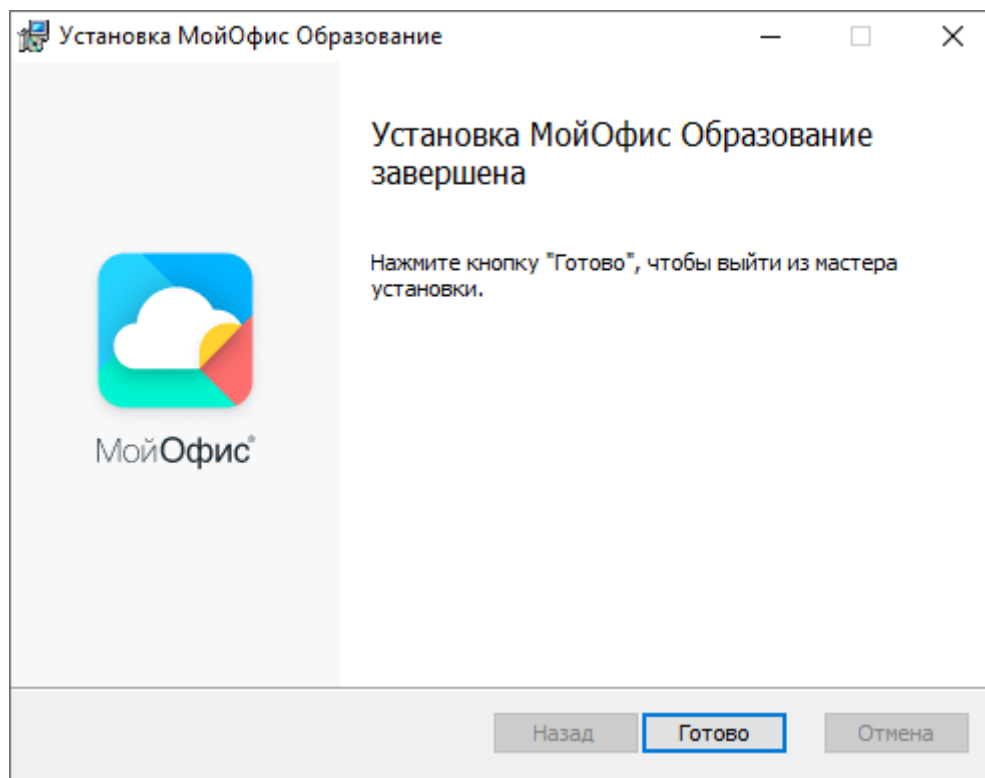 Установка МойОфис Образование
Установка МойОфис Образование
завершена
Нажмите кнопку "Готово", чтобы выйти из мастера
установки.
МойОфис®
Назад
Готово
Отмена